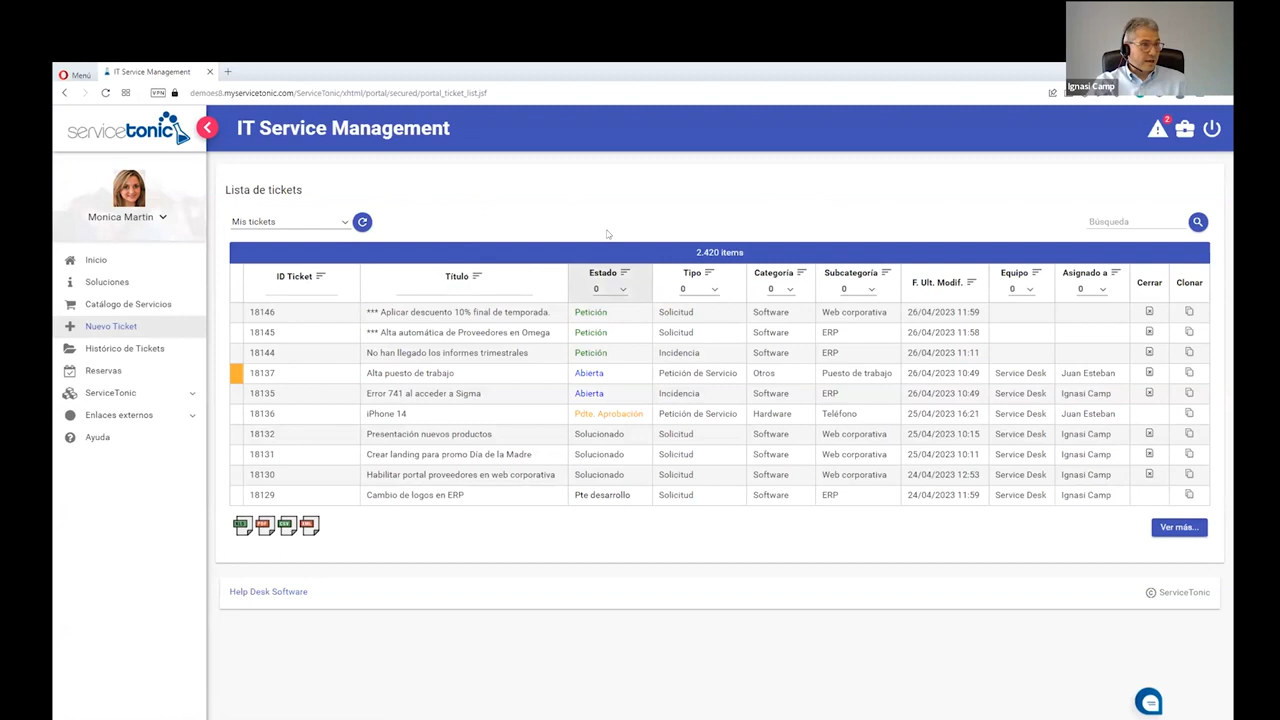 Menú
IT Service Management
VPN
demoes8.myservicetonic.com/ServiceTonic/xhtml/portal/secured/portal_ticket_list.jsf
Ignasi Camp
servicetonic
IT Service Management
2
Monica Martin
Inicio
Soluciones
Catálogo de Servicios
Nuevo Ticket
Histórico de Tickets
Reservas
ServiceTonic
Enlaces externos
Ayuda
Lista de tickets
Mis tickets
Búsqueda
2.420 items
ID Ticket Título Estado Tipo Categoría Subcategoría F. Ult. Modif. Equipo Asignado a Cerrar Clonar
0 0 0 0 0 0
18146 *** Aplicar descuento 10% final de temporada. Petición Solicitud Software Web corporativa 26/04/2023 11:59
18145 *** Alta automática de Proveedores en Omega Petición Solicitud Software ERP 26/04/2023 11:58
18144 No han llegado los informes trimestrales Petición Incidencia Software ERP 26/04/2023 11:11
18137 Alta puesto de trabajo Abierta Petición de Servicio Otros Puesto de trabajo 26/04/2023 10:49 Service Desk Juan Esteban
18135 Error 741 al acceder a Sigma Abierta Incidencia Software ERP 26/04/2023 10:49 Service Desk Ignasi Camp
18136 iPhone 14 Pdte. Aprobación Petición de Servicio Hardware Teléfono 25/04/2023 16:21 Service Desk Juan Esteban
18132 Presentación nuevos productos Solucionado Solicitud Software Web corporativa 25/04/2023 10:15 Service Desk Ignasi Camp
18131 Crear landing para promo Día de la Madre Solucionado Solicitud Software Web corporativa 25/04/2023 10:11 Service Desk Ignasi Camp
18130 Habilitar portal proveedores en web corporativa Solucionado Solicitud Software Web corporativa 24/04/2023 12:53 Service Desk Ignasi Camp
18129 Cambio de logos en ERP Pte desarrollo Solicitud Software ERP 24/04/2023 11:59 Service Desk Ignasi Camp
PDF CSV XML
Ver más...
Help Desk Software
© ServiceTonic